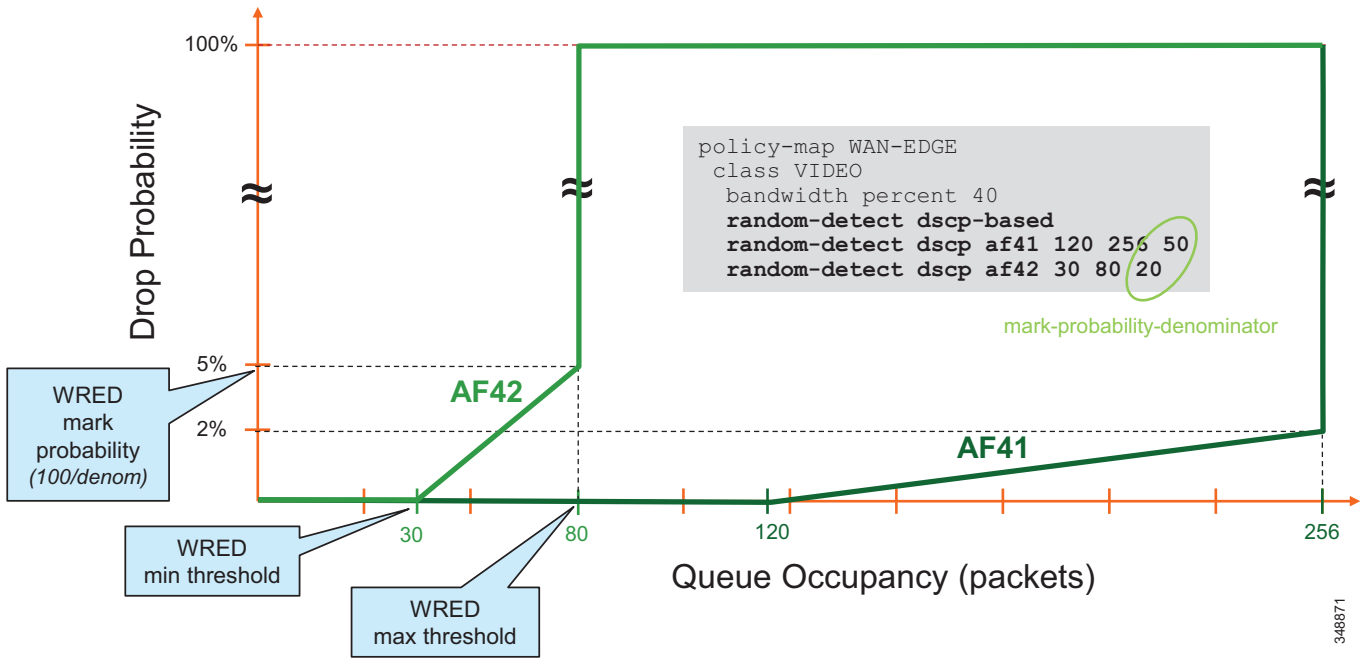 100%
Drop Probability
policy-map WAN-EDGE
class VIDEO
bandwidth percent 40
random-detect dscp-based
random-detect dscp af41 120 256 50
random-detect dscp af42 30 80 20
mark-probability-denominator
5%
WRED
mark
probability
(100/denom)
AF42
2%
AF41
30
80
120
256
WRED
min threshold
Queue Occupancy (packets)
WRED
max threshold
348871